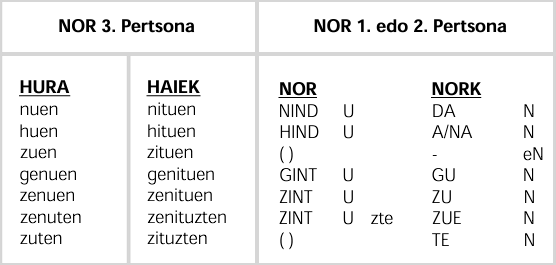 NOR 3. Pertsona NOR 1. edo 2. Pertsona
HURA HAIEK NOR NORK
nuen nituen NIND U DA N
huen hituen HIND U A/NA N
zuen zituen ( ) - eN
genuen genituen GINT U GU N
zenuen zenituen ZINT U ZU N
zenuten zenituzten ZINT U zte ZUE N
zuten zituzten ( ) TE N